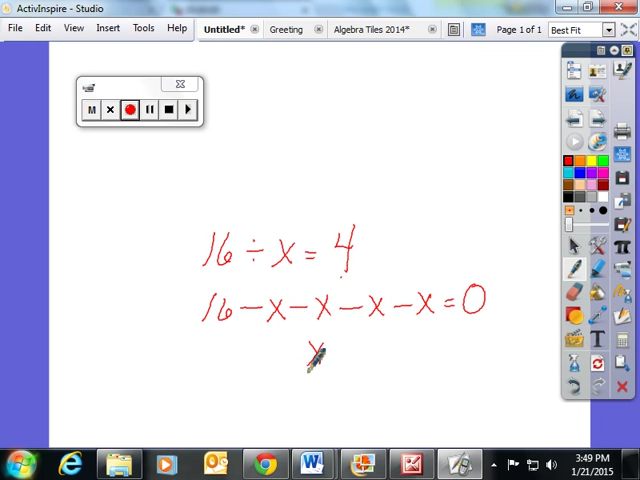 ActivInspire - Studio
File Edit View Insert Tools Help Untitled* Greeting Algebra Tiles 2014* Page 1 of 1 Best Fit
M
16 ÷ x = 4
16 - x - x - x - x = 0
x
T
3:49 PM
1/21/2015